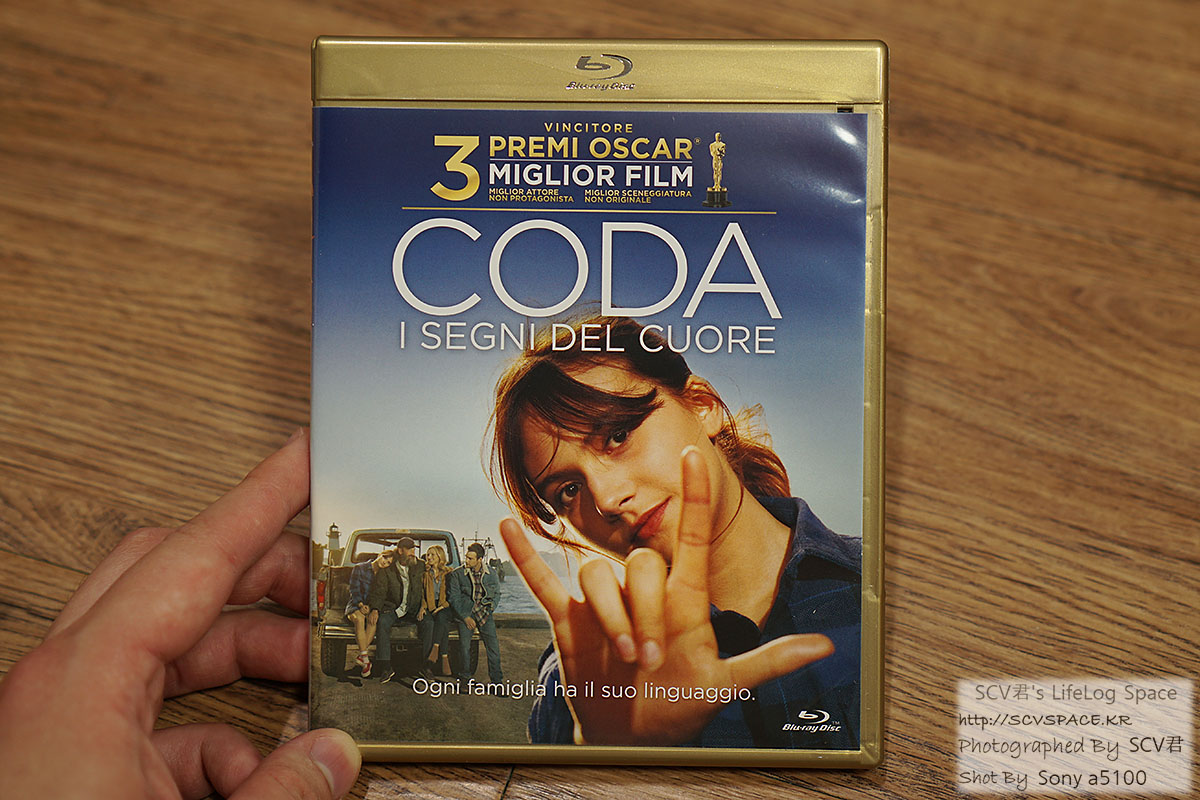 Blu-ray Disc
VINCITORE
3 PREMI OSCAR®
MIGLIOR FILM
MIGLIOR ATTORE NON PROTAGONISTA
MIGLIOR SCENEGGIATURA NON ORIGINALE
CODA
I SEGNI DEL CUORE
Ogni famiglia ha il suo linguaggio.
Blu-ray Disc™
SCV君's LifeLog Space
http://SCVSPACE.KR
Photographed By SCV君
Shot By Sony a5100